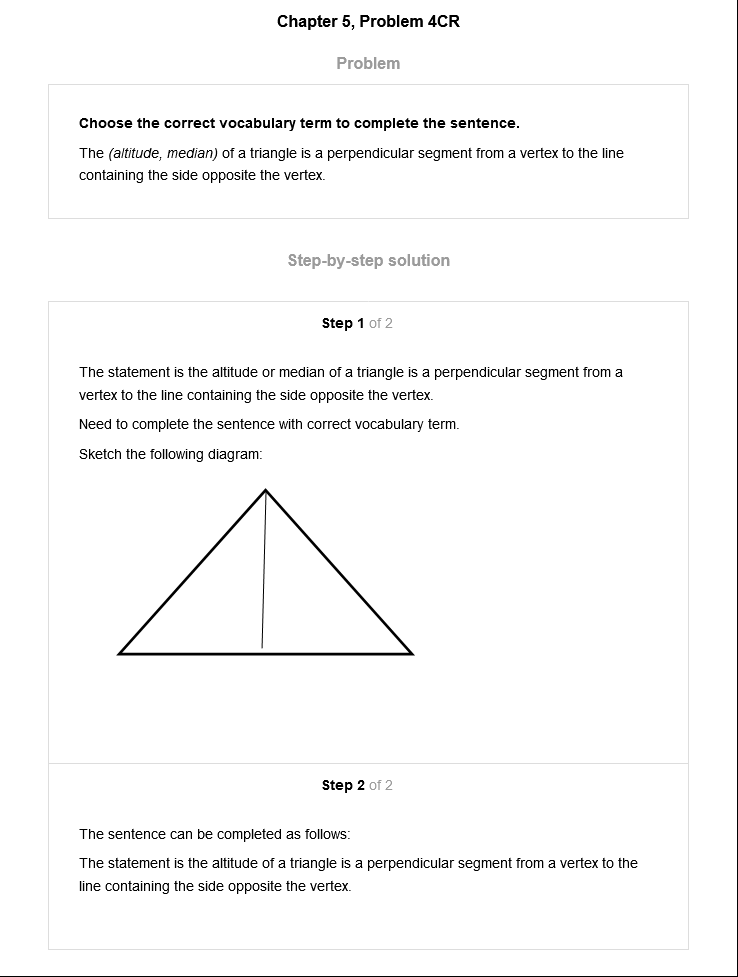 Chapter 5, Problem 4CR
Problem
Choose the correct vocabulary term to complete the sentence.
The (altitude, median) of a triangle is a perpendicular segment from a vertex to the line
containing the side opposite the vertex.
Step-by-step solution
Step 1 of 2
The statement is the altitude or median of a triangle is a perpendicular segment from a
vertex to the line containing the side opposite the vertex.
Need to complete the sentence with correct vocabulary term.
Sketch the following diagram:
Step 2 of 2
The sentence can be completed as follows:
The statement is the altitude of a triangle is a perpendicular segment from a vertex to the
line containing the side opposite the vertex.